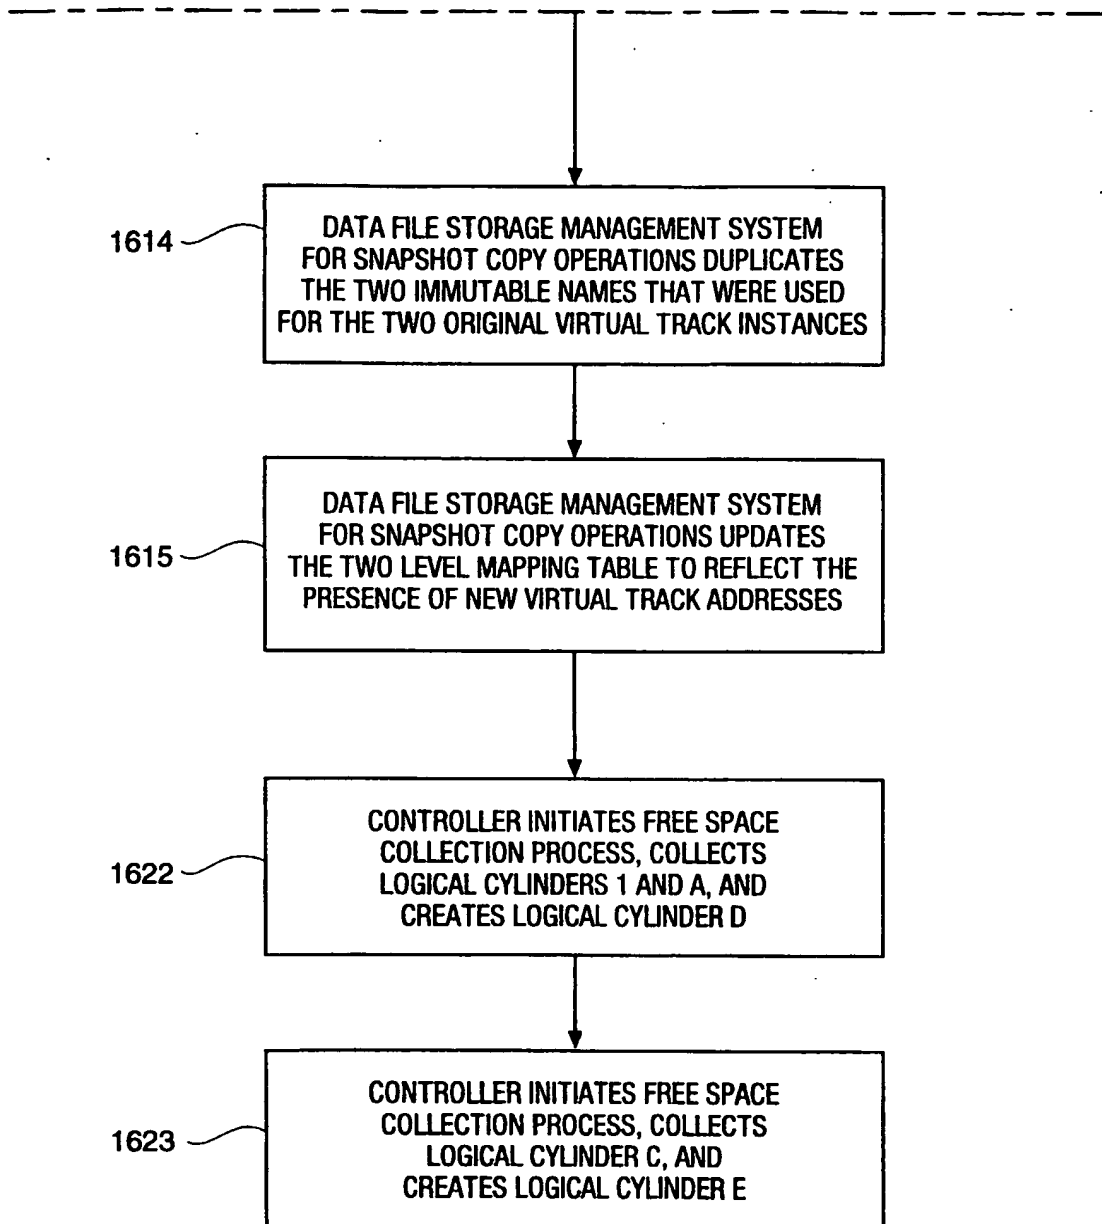 1614
DATA FILE STORAGE MANAGEMENT SYSTEM
FOR SNAPSHOT COPY OPERATIONS DUPLICATES
THE TWO IMMUTABLE NAMES THAT WERE USED
FOR THE TWO ORIGINAL VIRTUAL TRACK INSTANCES
1615
DATA FILE STORAGE MANAGEMENT SYSTEM
FOR SNAPSHOT COPY OPERATIONS UPDATES
THE TWO LEVEL MAPPING TABLE TO REFLECT THE
PRESENCE OF NEW VIRTUAL TRACK ADDRESSES
1622
CONTROLLER INITIATES FREE SPACE
COLLECTION PROCESS, COLLECTS
LOGICAL CYLINDERS 1 AND A, AND
CREATES LOGICAL CYLINDER D
1623
CONTROLLER INITIATES FREE SPACE
COLLECTION PROCESS, COLLECTS
LOGICAL CYLINDER C, AND
CREATES LOGICAL CYLINDER E